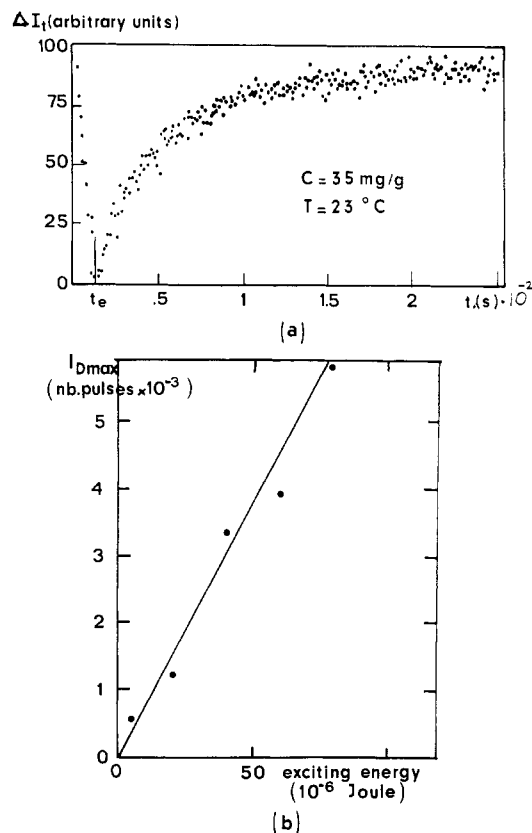 ΔI_t (arbitrary units)
100
75
50
25
0
C = 35 mg/g
T = 23 °C
t_e .5 1 1.5 2 t.(s).10^-2
(a)
I_Dmax
(nb.pulses×10^-3)
5
4
3
2
1
0
0 50 exciting energy
(10^-6 Joule)
(b)